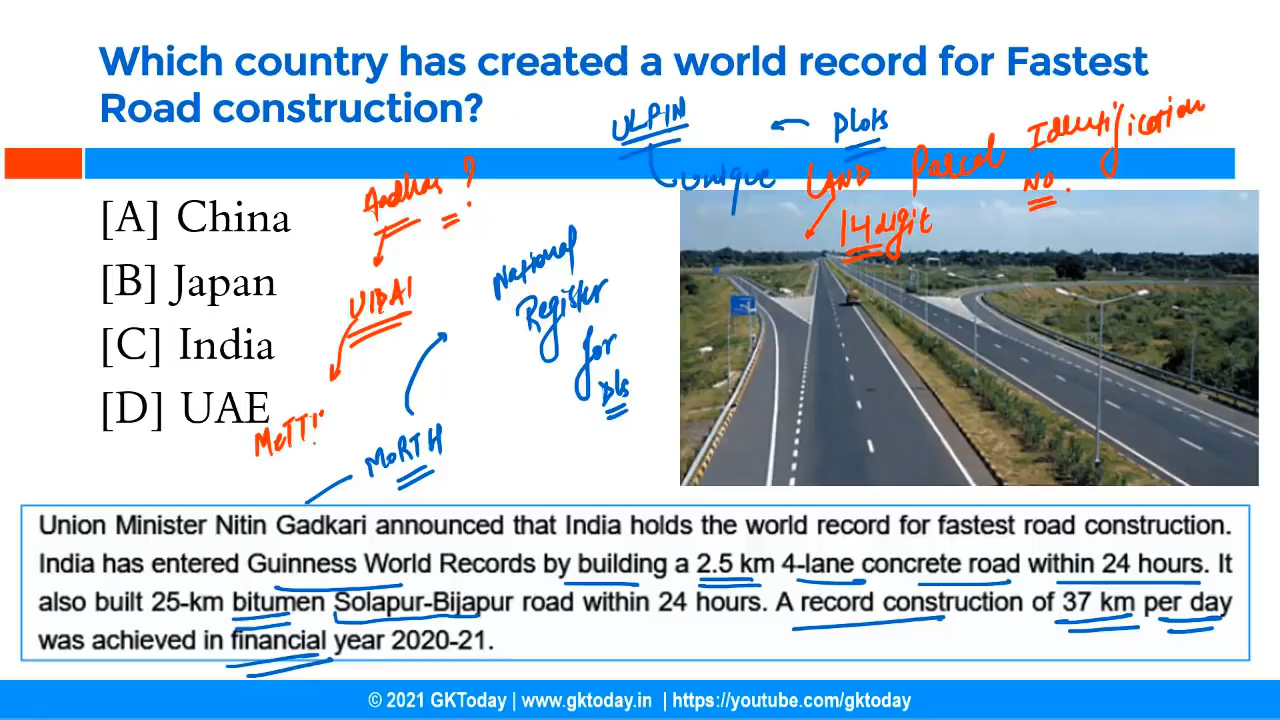 Which country has created a world record for Fastest
Road construction?
ULPIN
← Plots
Unique LAND Parcel Identification
No.
14 digit
[A] China
Aadhar ?
[B] Japan
UIDAI
National
Register
for
[C] India
[D] UAE
MoRTH
Union Minister Nitin Gadkari announced that India holds the world record for fastest road construction.
India has entered Guinness World Records by building a 2.5 km 4-lane concrete road within 24 hours. It
also built 25-km bitumen Solapur-Bijapur road within 24 hours. A record construction of 37 km per day
was achieved in financial year 2020-21.
© 2021 GKToday | www.gktoday.in | https://youtube.com/gktoday